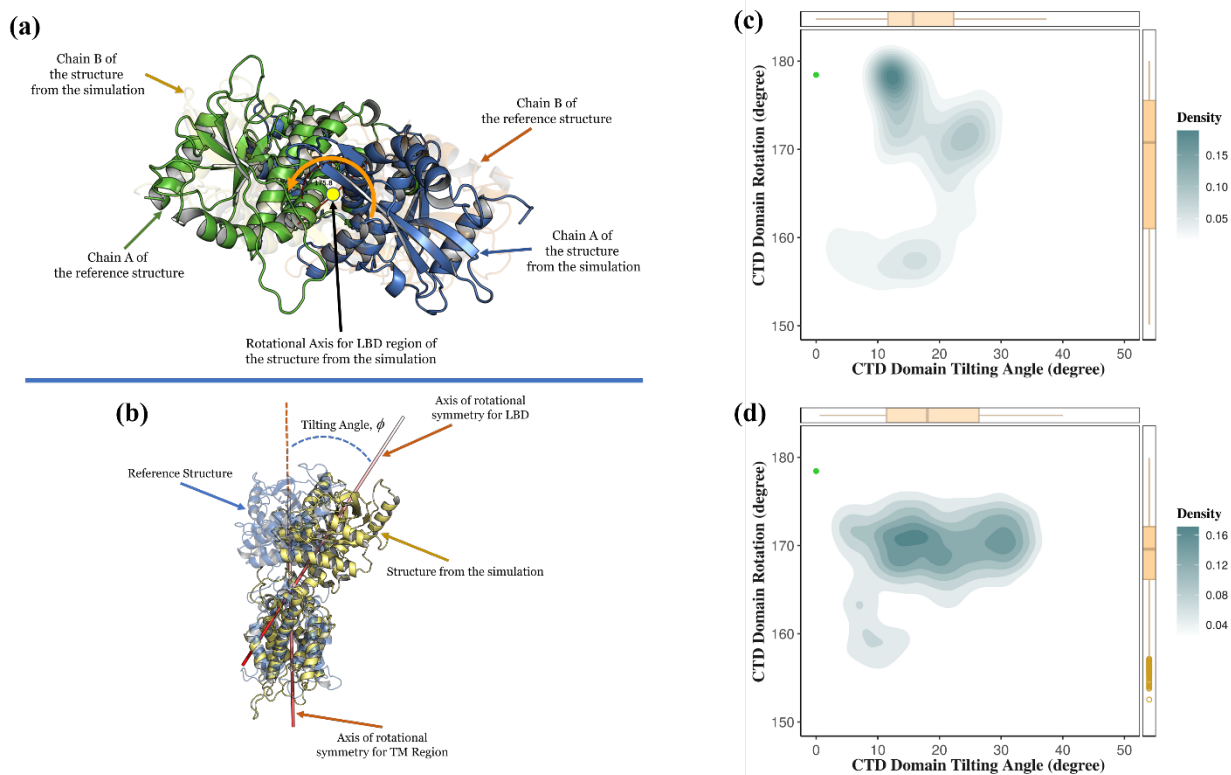 (a)
Chain B of
the structure
from the simulation
Chain B of
the reference structure
175.8
Chain A of
the reference structure
Chain A of
the structure
from the simulation
Rotational Axis for LBD region of
the structure from the simulation
(b)
Axis of rotational
symmetry for LBD
Tilting Angle, ϕ
Reference Structure
Structure from the simulation
Axis of rotational
symmetry for TM Region
(c)
CTD Domain Rotation (degree)
180
170
160
150
0 10 20 30 40 50
CTD Domain Tilting Angle (degree)
Density
0.15
0.10
0.05
(d)
CTD Domain Rotation (degree)
180
170
160
150
0 10 20 30 40 50
CTD Domain Tilting Angle (degree)
Density
0.16
0.12
0.08
0.04